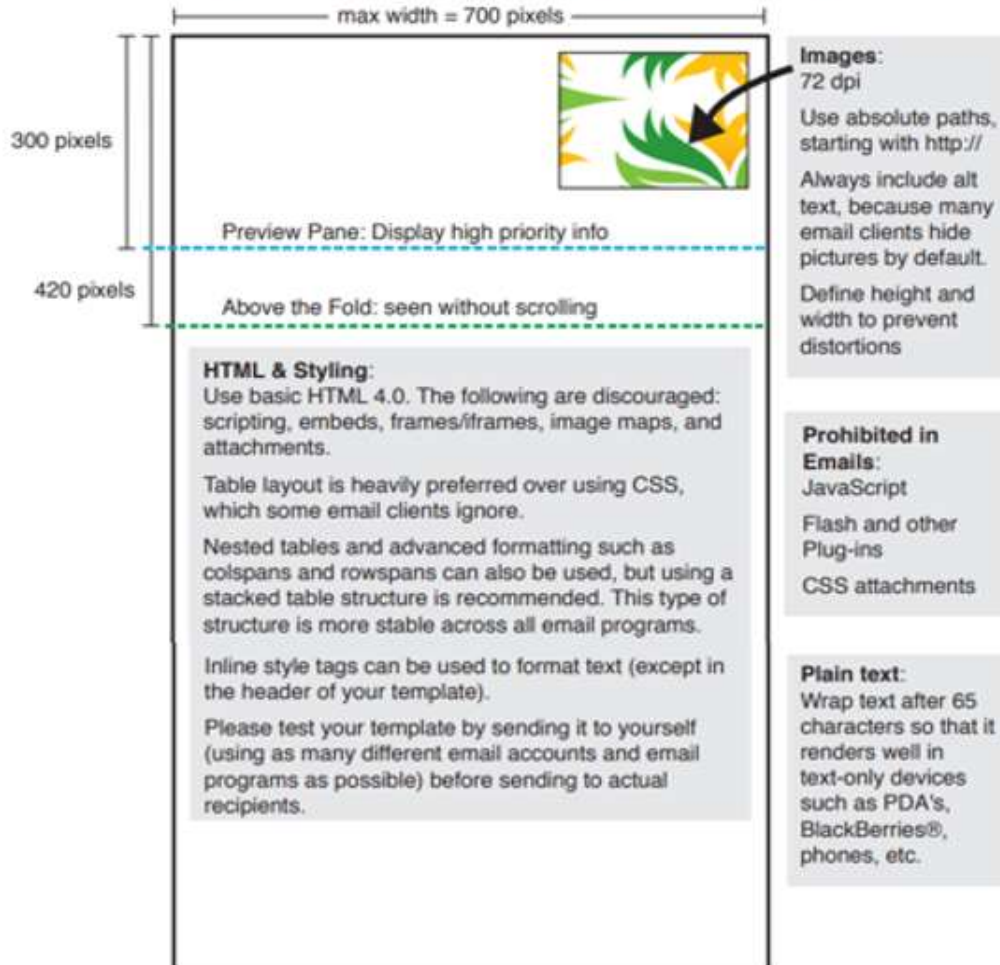 max width = 700 pixels
300 pixels
Preview Pane: Display high priority info
420 pixels
Above the Fold: seen without scrolling
HTML & Styling:
Use basic HTML 4.0. The following are discouraged:
scripting, embeds, frames/iframes, image maps, and
attachments.
Table layout is heavily preferred over using CSS,
which some email clients ignore.
Nested tables and advanced formatting such as
colspans and rowspans can also be used, but using a
stacked table structure is recommended. This type of
structure is more stable across all email programs.
Inline style tags can be used to format text (except in
the header of your template).
Please test your template by sending it to yourself
(using as many different email accounts and email
programs as possible) before sending to actual
recipients.
Images:
72 dpi
Use absolute paths,
starting with http://
Always include alt
text, because many
email clients hide
pictures by default.
Define height and
width to prevent
distortions
Prohibited in
Emails:
JavaScript
Flash and other
Plug-ins
CSS attachments
Plain text:
Wrap text after 65
characters so that it
renders well in
text-only devices
such as PDA's,
BlackBerries®,
phones, etc.